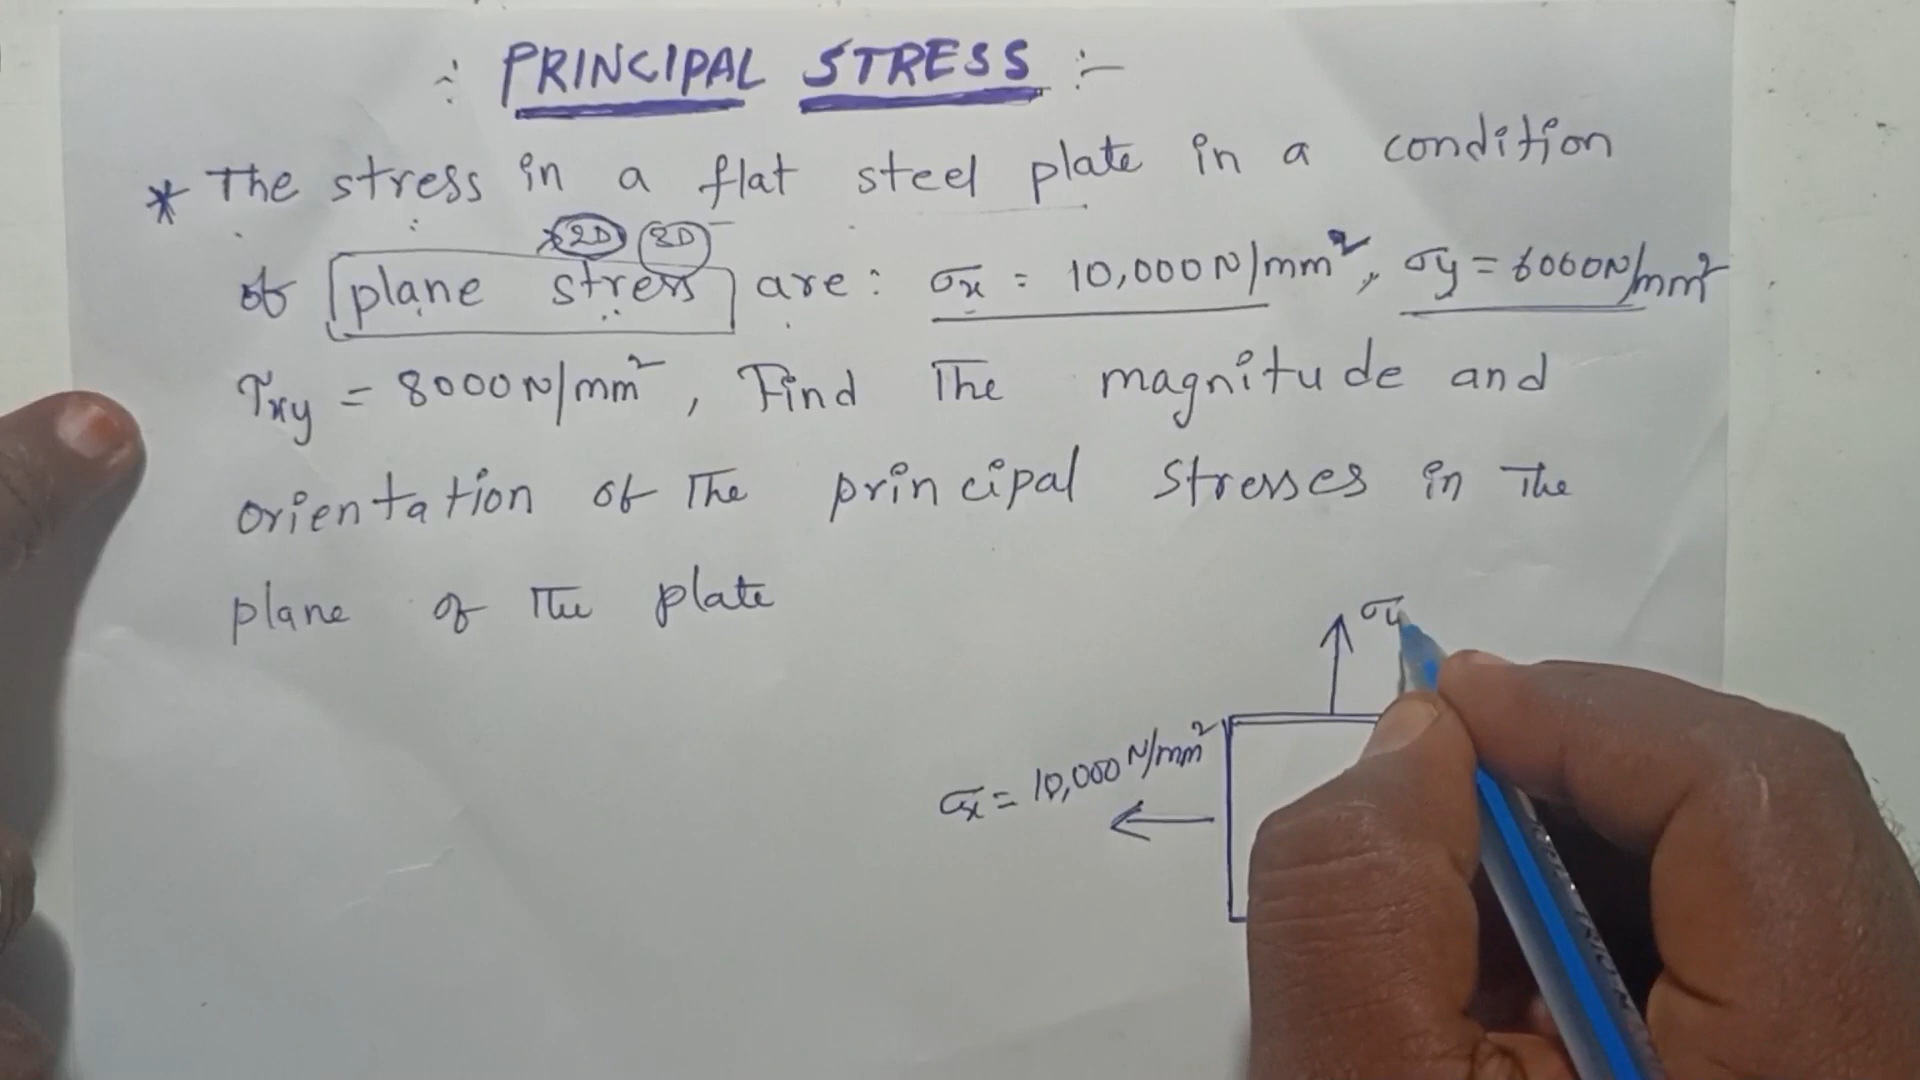 PRINCIPAL STRESS :-
* The stress in a flat steel plate in a condition
2D 3D
of plane stress are: σx = 10,000 N/mm², σy = 6000N/mm²
τxy = 8000 N/mm², Find The magnitude and
orientation of The principal stresses in The
plane of The plate
σy
σx = 10,000 N/mm²